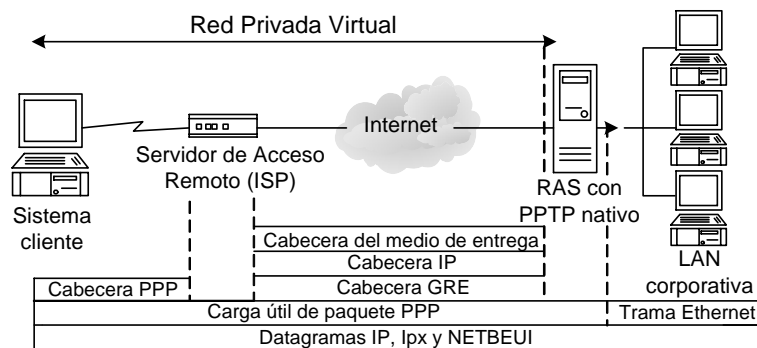 Red Privada Virtual
Internet
Servidor de Acceso
Remoto (ISP)
RAS con
PPTP nativo
Sistema
cliente
LAN
corporativa
Cabecera del medio de entrega
Cabecera IP
Cabecera PPP
Cabecera GRE
Carga útil de paquete PPP
Trama Ethernet
Datagramas IP, Ipx y NETBEUI